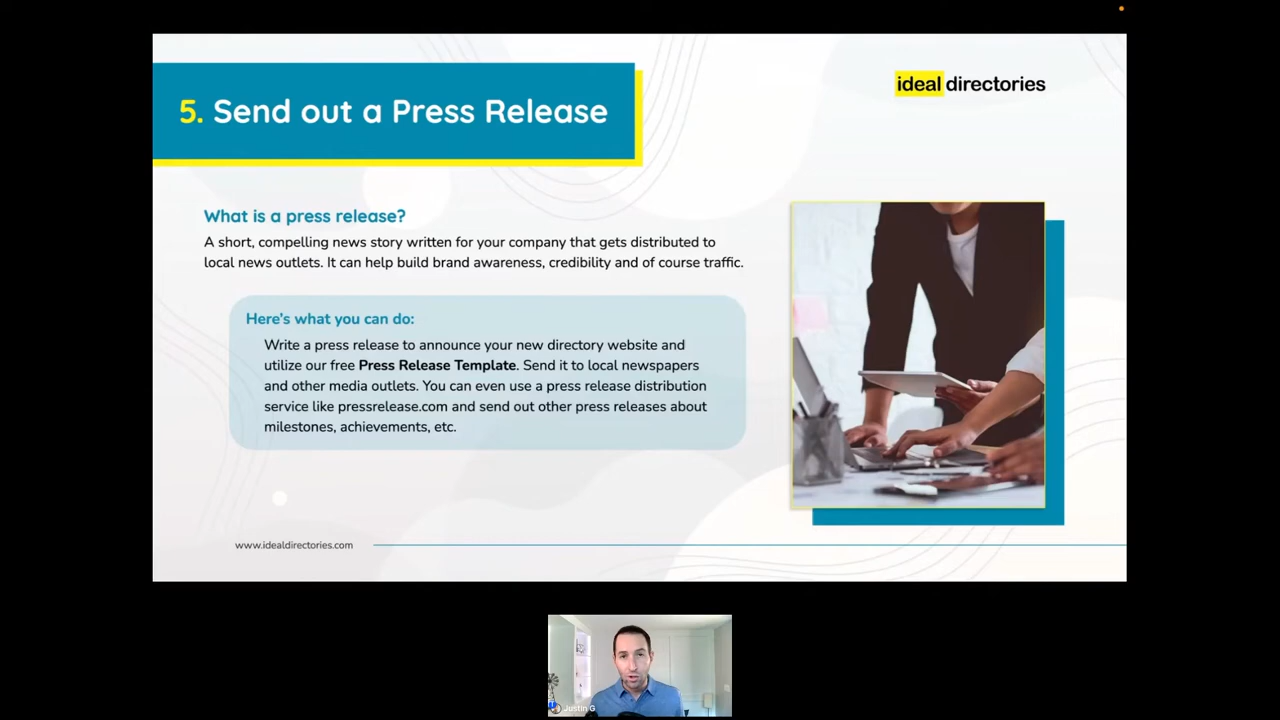 5. Send out a Press Release
ideal directories
What is a press release?
A short, compelling news story written for your company that gets distributed to
local news outlets. It can help build brand awareness, credibility and of course traffic.
Here's what you can do:
Write a press release to announce your new directory website and
utilize our free Press Release Template. Send it to local newspapers
and other media outlets. You can even use a press release distribution
service like pressrelease.com and send out other press releases about
milestones, achievements, etc.
www.idealdirectories.com
Justin G